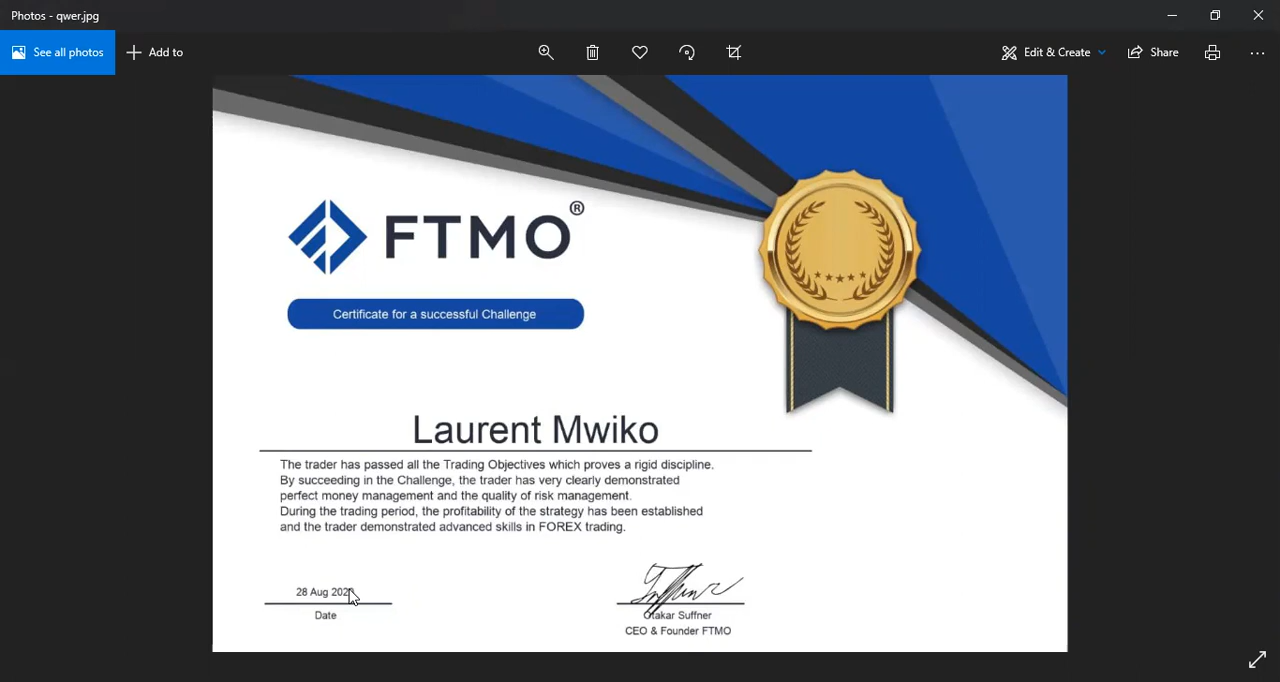 Photos - qwer.jpg
See all photos
Add to
Edit & Create
Share
FTMO®
Certificate for a successful Challenge
Laurent Mwiko
The trader has passed all the Trading Objectives which proves a rigid discipline.
By succeeding in the Challenge, the trader has very clearly demonstrated
perfect money management and the quality of risk management.
During the trading period, the profitability of the strategy has been established
and the trader demonstrated advanced skills in FOREX trading.
28 Aug
Date
Otakar Suffner
CEO & Founder FTMO